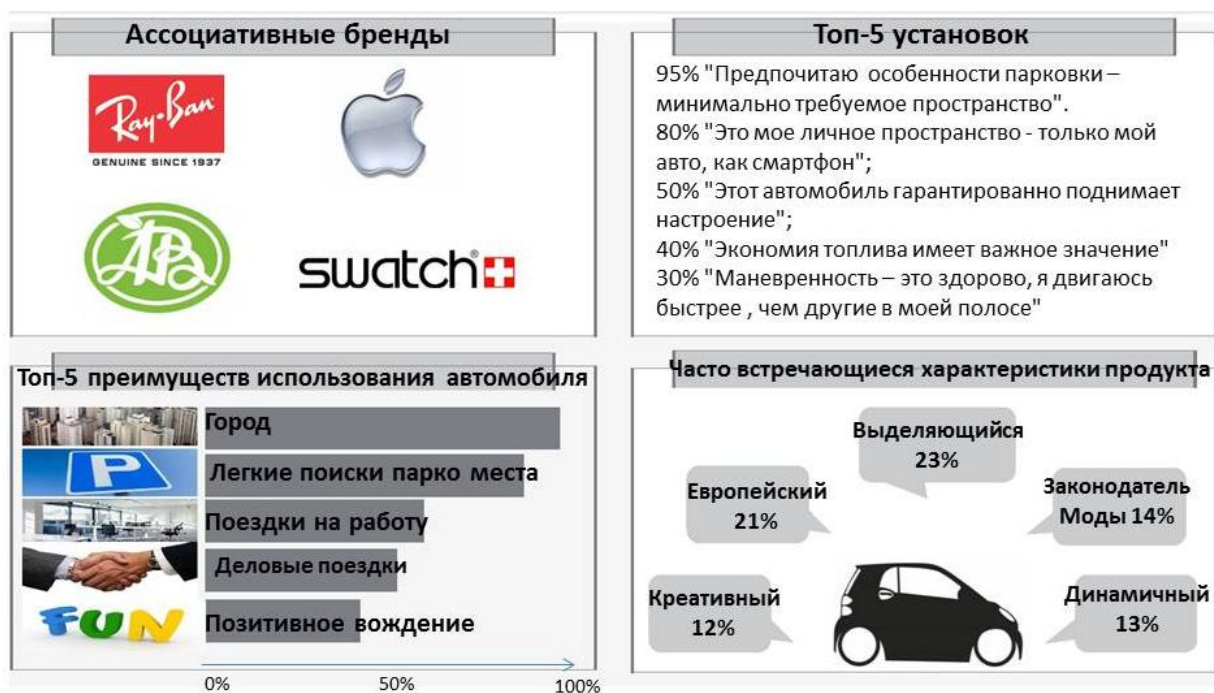 Ассоциативные бренды
Ray-Ban
GENUINE SINCE 1937
swatch®
Топ-5 установок
95% "Предпочитаю особенности парковки –
минимально требуемое пространство".
80% "Это мое личное пространство - только мой
авто, как смартфон";
50% "Этот автомобиль гарантированно поднимает
настроение";
40% "Экономия топлива имеет важное значение"
30% "Маневренность – это здорово, я двигаюсь
быстрее , чем другие в моей полосе"
Топ-5 преимуществ использования автомобиля
Город
P
Легкие поиски парко места
Поездки на работу
Деловые поездки
FUN
Позитивное вождение
0%
50%
100%
Часто встречающиеся характеристики продукта
Выделяющийся
23%
Европейский
21%
Законодатель
Моды 14%
Креативный
12%
Динамичный
13%